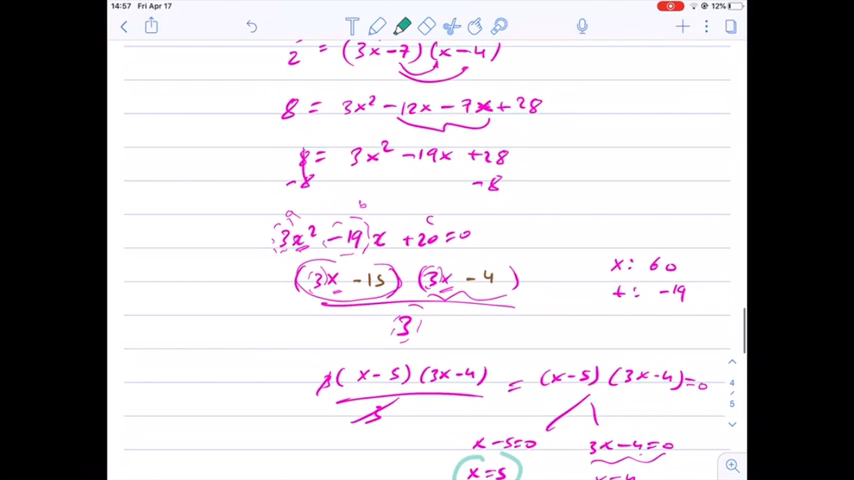 14:57 Fri Apr 17
12%
= (3x-7)(x-4)
8 = 3x² -12x -7x +28
8 = 3x² -19x +28
-8 -8
a b c
3x² -19x +20=0
(3x -15) (3x -4)
x: 60
+: -19
3
3(x-5)(3x-4) = (x-5)(3x-4)=0
3
4
5
x-5=0 3x-4=0
x=5